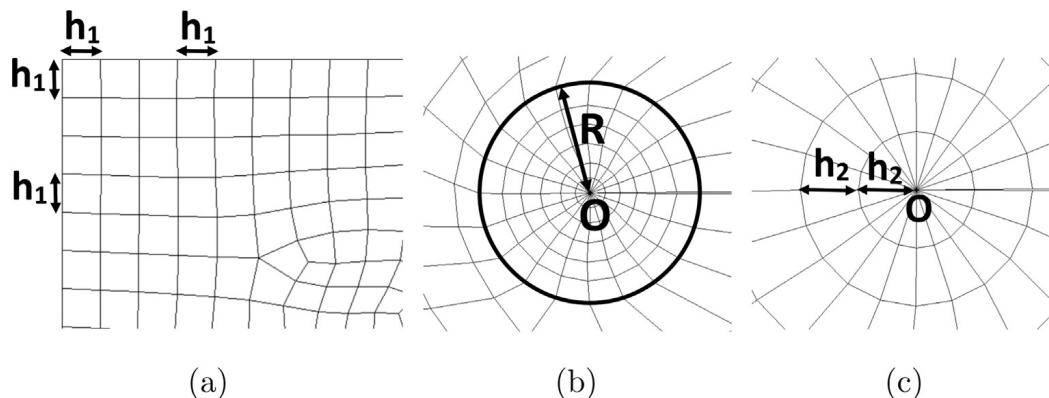 h₁ h₁
h₁
h₁
R
O
h₂ h₂
O
(a) (b) (c)